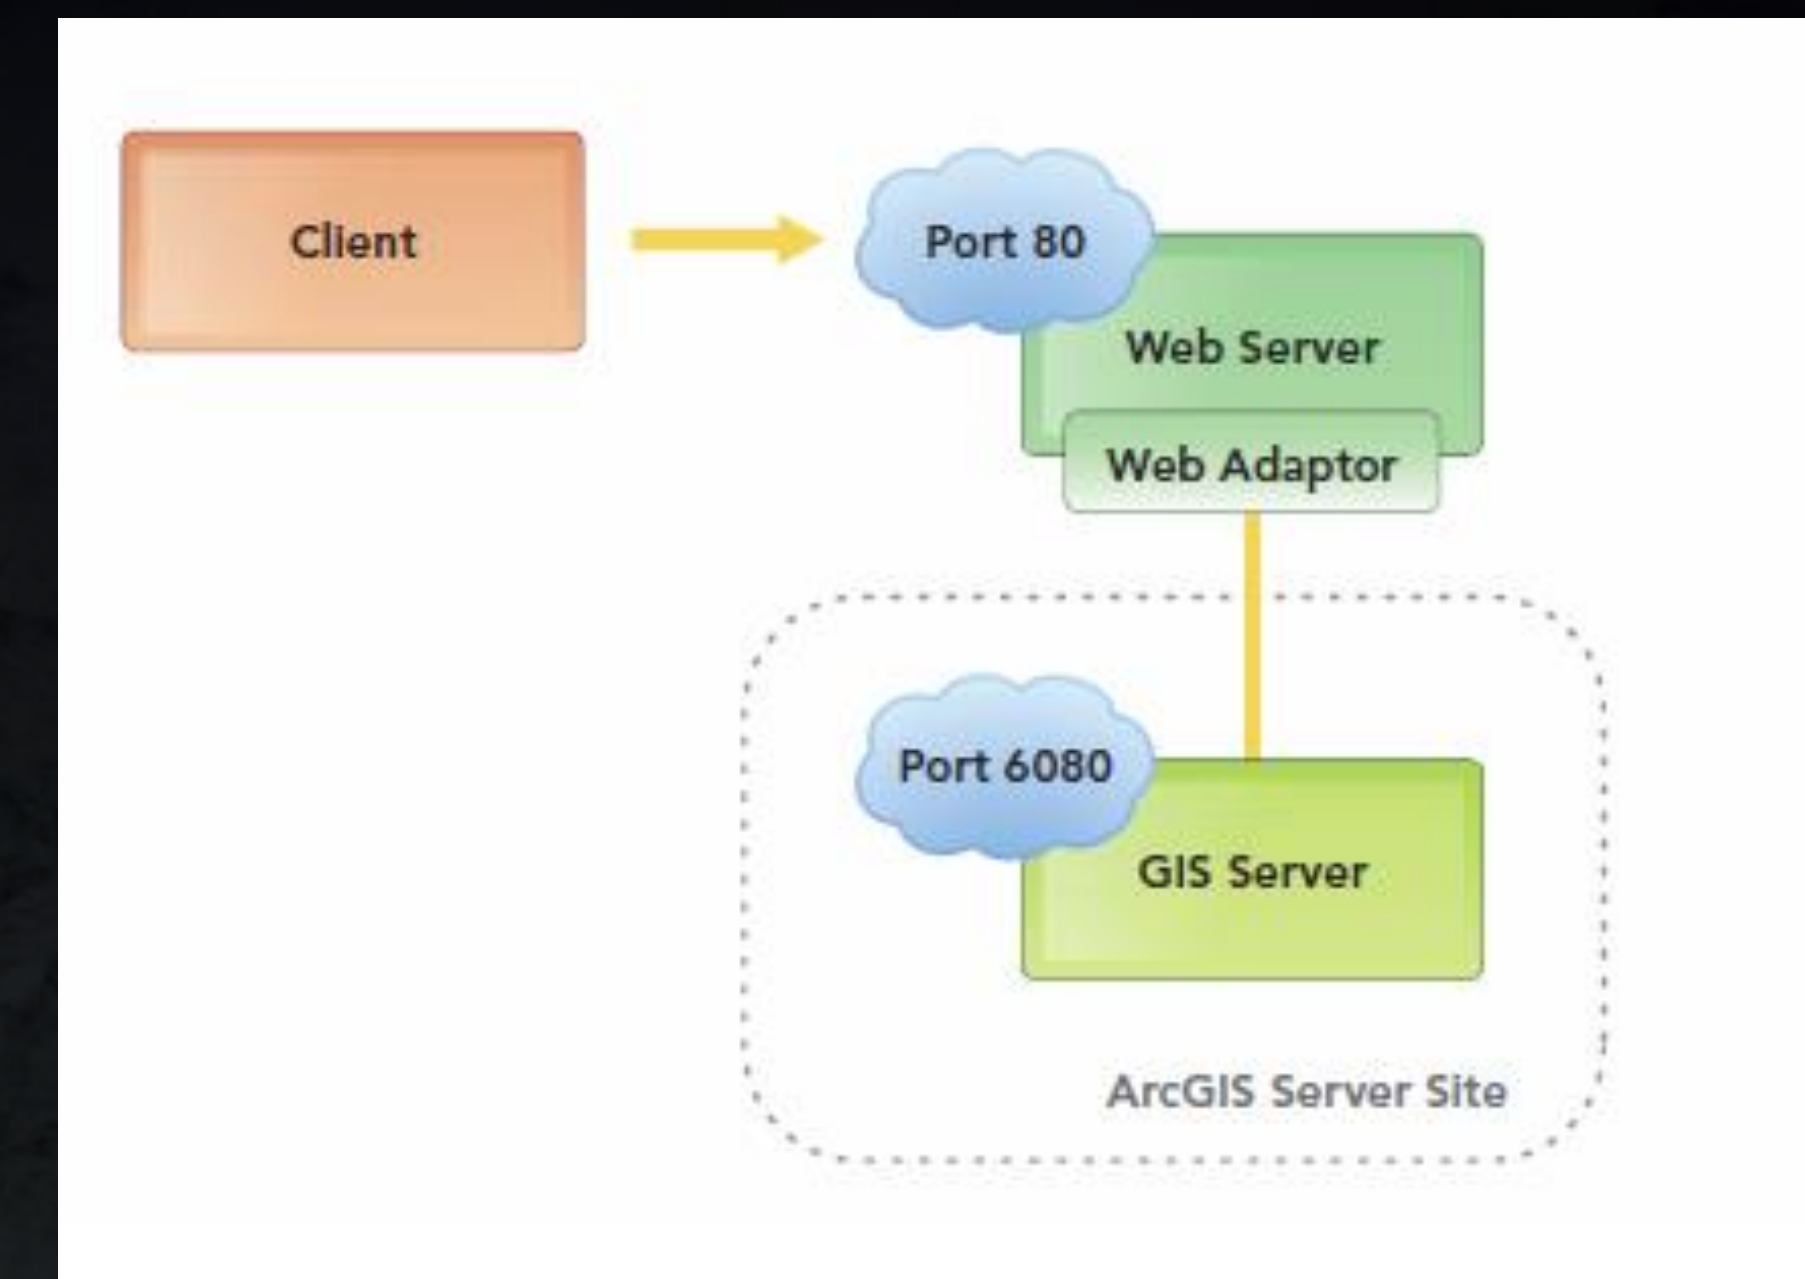 Client
Port 80
Web Server
Web Adaptor
Port 6080
GIS Server
ArcGIS Server Site